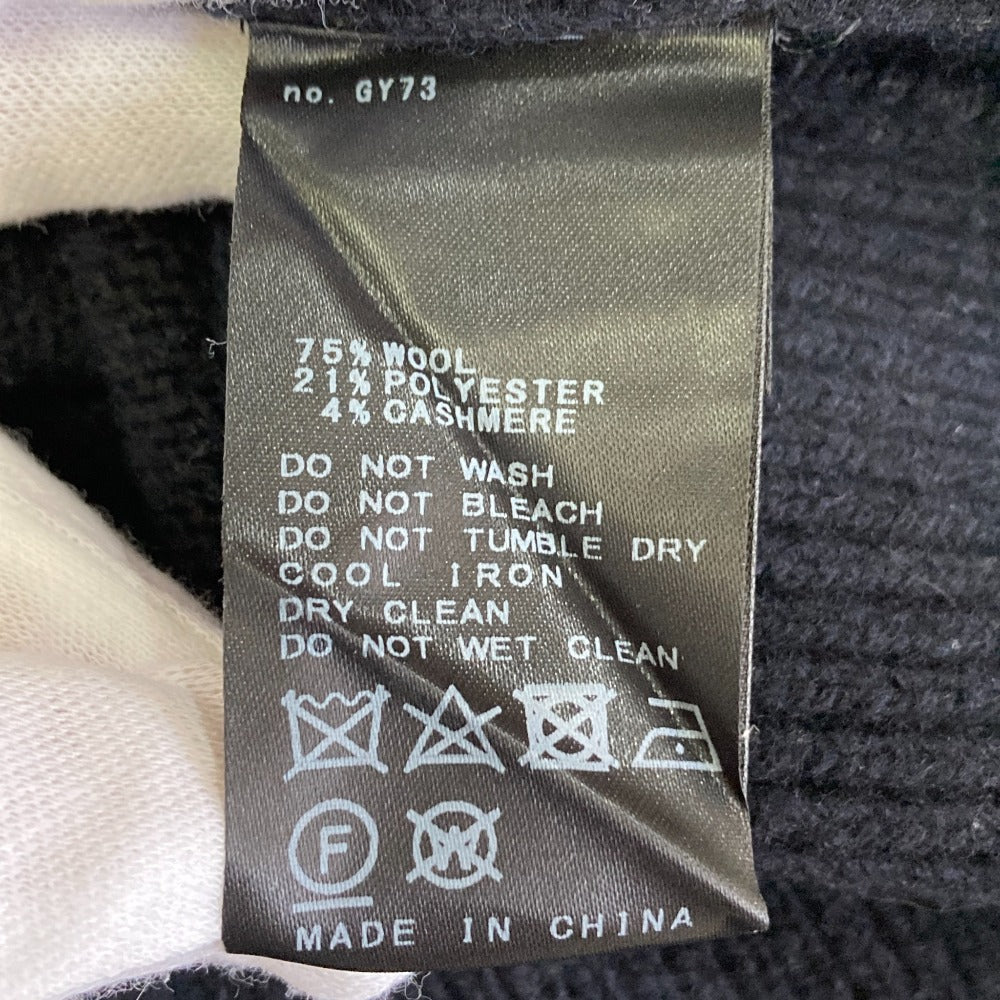 no. GY73
75% WOOL
21% POLYESTER
4% CASHMERE
DO NOT WASH
DO NOT BLEACH
DO NOT TUMBLE DRY
COOL IRON
DRY CLEAN
DO NOT WET CLEAN
F W
MADE IN CHINA